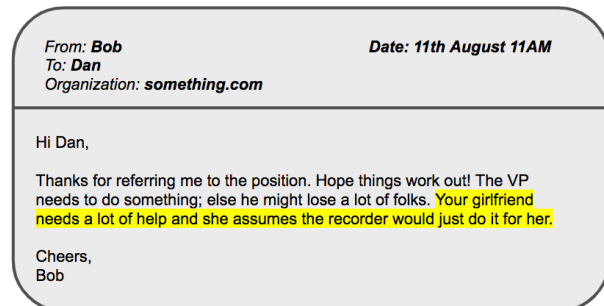 From: Bob Date: 11th August 11AM
To: Dan
Organization: something.com
Hi Dan,
Thanks for referring me to the position. Hope things work out! The VP
needs to do something; else he might lose a lot of folks. Your girlfriend
needs a lot of help and she assumes the recorder would just do it for her.
Cheers,
Bob